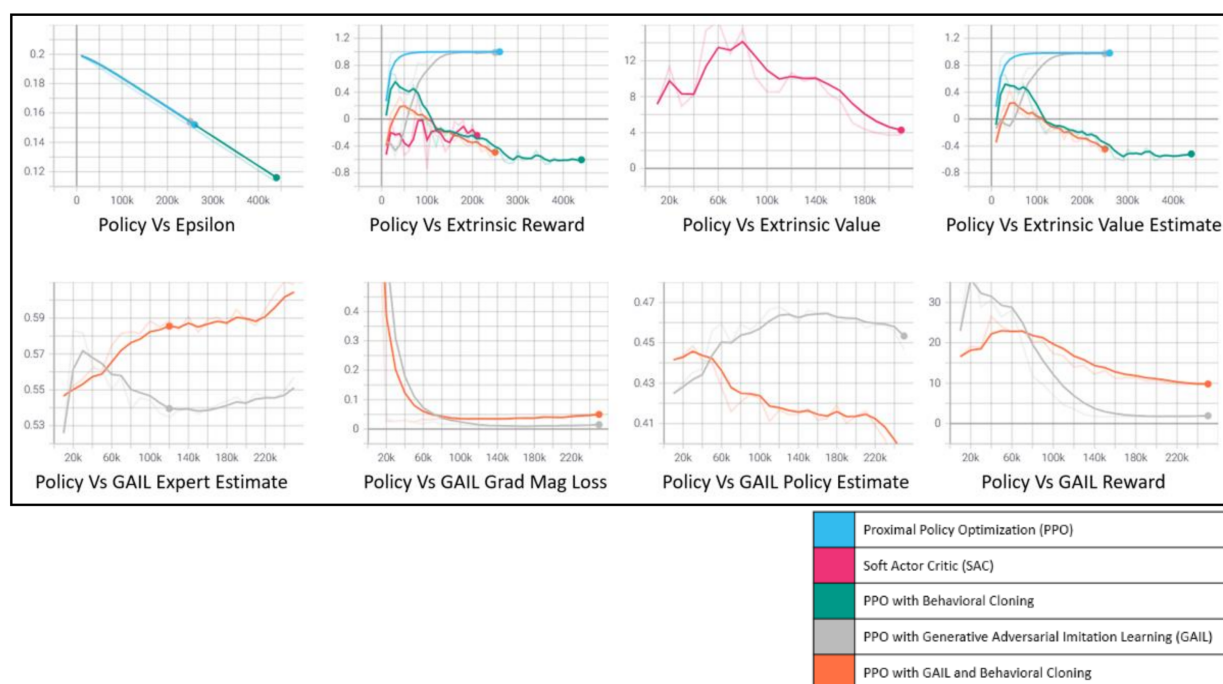 0.2
0.18
0.16
0.14
0.12
0 100k 200k 300k 400k
Policy Vs Epsilon
1.2
0.8
0.4
0
-0.4
-0.8
0 100k 200k 300k 400k
Policy Vs Extrinsic Reward
12
8
4
0
20k 60k 100k 140k 180k
Policy Vs Extrinsic Value
1.2
0.8
0.4
0
-0.4
-0.8
0 100k 200k 300k 400k
Policy Vs Extrinsic Value Estimate
0.59
0.57
0.55
0.53
20k 60k 100k 140k 180k 220k
Policy Vs GAIL Expert Estimate
0.4
0.3
0.2
0.1
0
20k 60k 100k 140k 180k 220k
Policy Vs GAIL Grad Mag Loss
0.47
0.45
0.43
0.41
20k 60k 100k 140k 180k 220k
Policy Vs GAIL Policy Estimate
30
20
10
0
20k 60k 100k 140k 180k 220k
Policy Vs GAIL Reward
Proximal Policy Optimization (PPO)
Soft Actor Critic (SAC)
PPO with Behavioral Cloning
PPO with Generative Adversarial Imitation Learning (GAIL)
PPO with GAIL and Behavioral Cloning